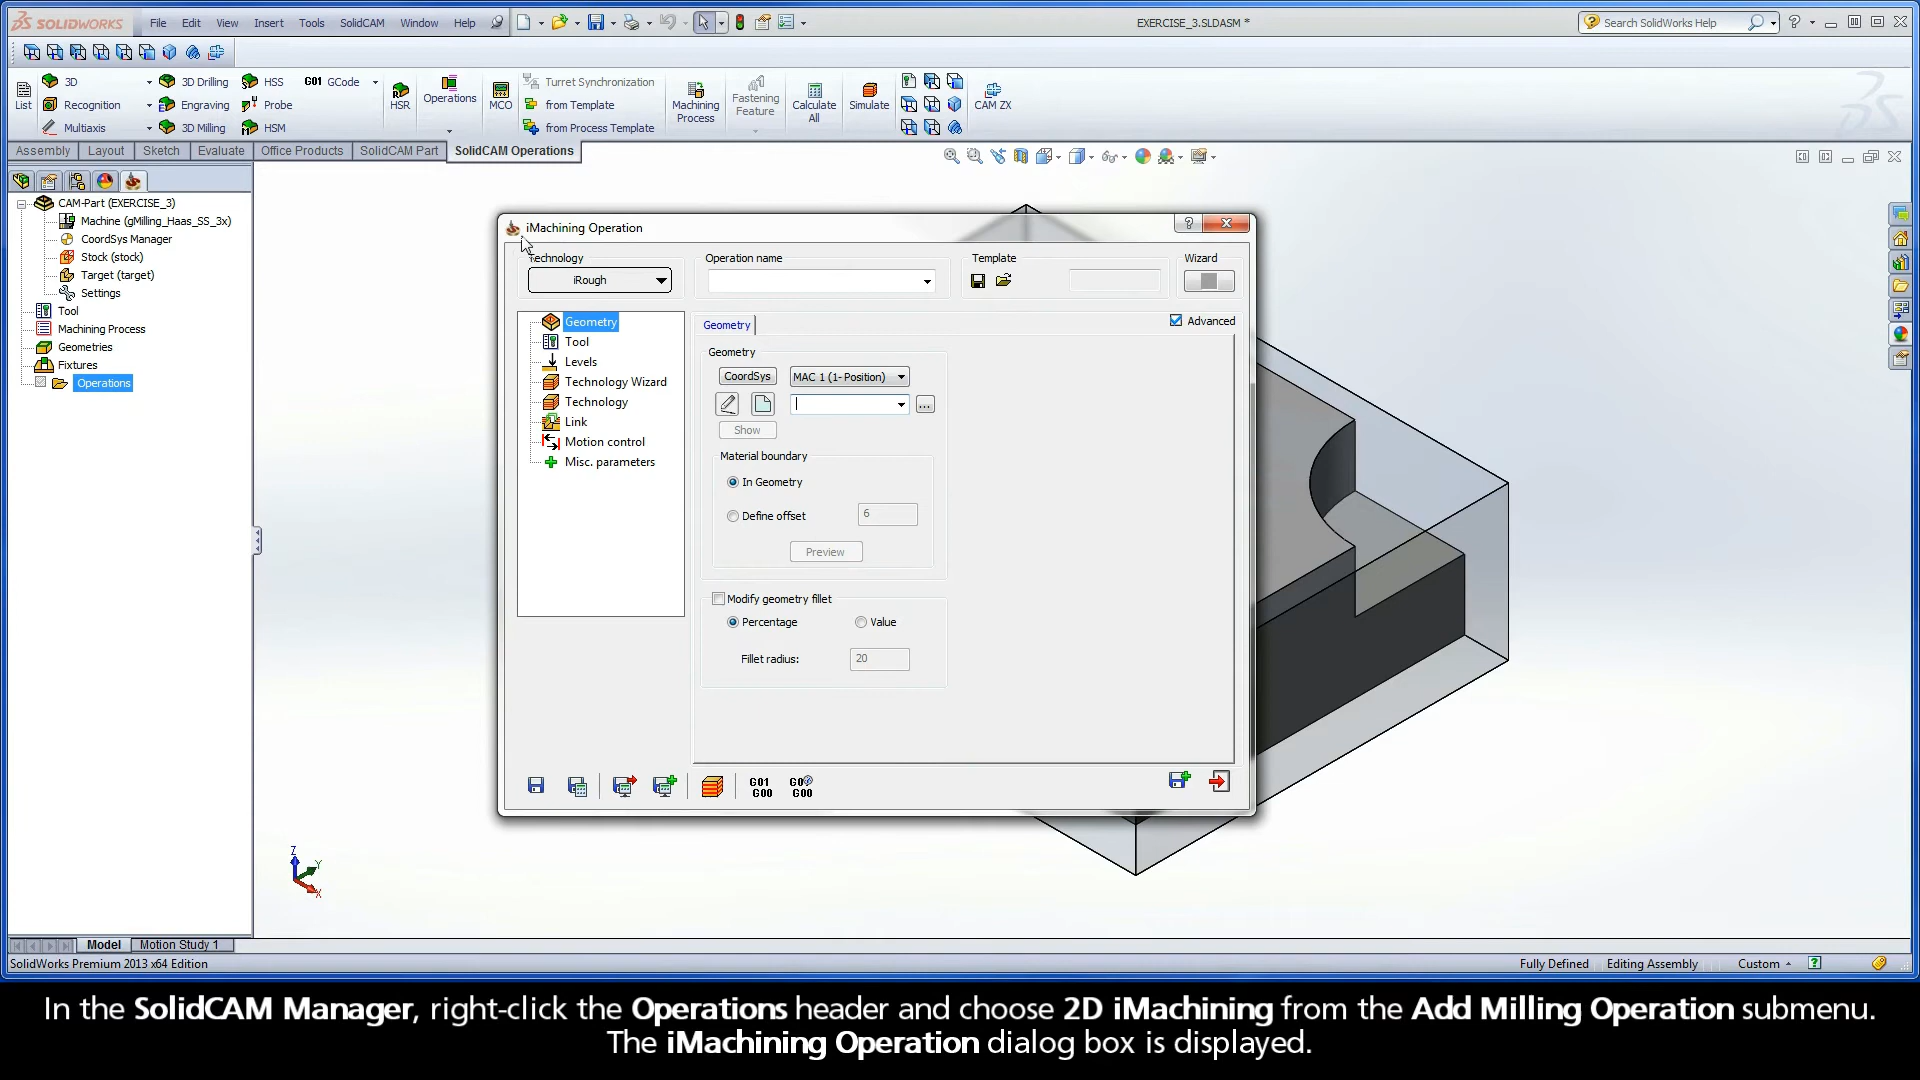 SOLIDWORKS File Edit View Insert Tools SolidCAM Window Help EXERCISE_3.SLDASM * Search SolidWorks Help
3D 3D Drilling HSS G01 GCode Turret Synchronization
List Recognition Engraving Probe HSR Operations MCO from Template Machining Process Fastening Feature Calculate All Simulate CAM ZX
Multiaxis 3D Milling HSM from Process Template
Assembly Layout Sketch Evaluate Office Products SolidCAM Part SolidCAM Operations
CAM-Part (EXERCISE_3)
Machine (gMilling_Haas_SS_3x)
CoordSys Manager
Stock (stock)
Target (target)
Settings
Tool
Machining Process
Geometries
Fixtures
Operations
iMachining Operation
Technology Operation name Template Wizard
iRough
Geometry
Tool
Levels
Technology Wizard
Technology
Link
Motion control
Misc. parameters
Geometry Advanced
Geometry
CoordSys MAC 1 (1- Position)
...
Show
Material boundary
In Geometry
Define offset 6
Preview
Modify geometry fillet
Percentage Value
Fillet radius: 20
G01 G00
G00
Z
Y
X
Model Motion Study 1
SolidWorks Premium 2013 x64 Edition Fully Defined Editing Assembly Custom
In the SolidCAM Manager, right-click the Operations header and choose 2D iMachining from the Add Milling Operation submenu.
The iMachining Operation dialog box is displayed.